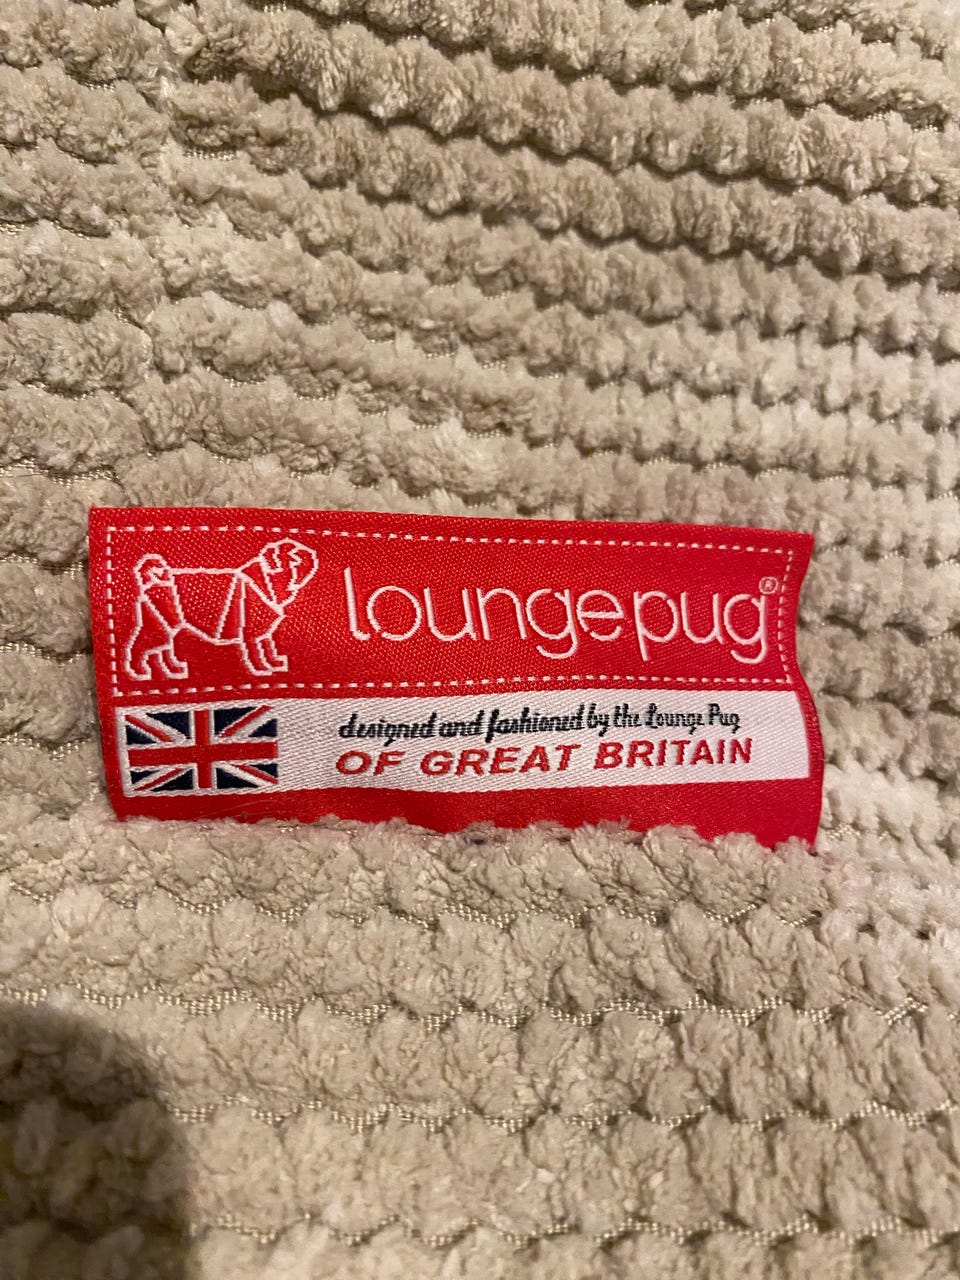 loungepug®
designed and fashioned by the Lounge Pug
OF GREAT BRITAIN